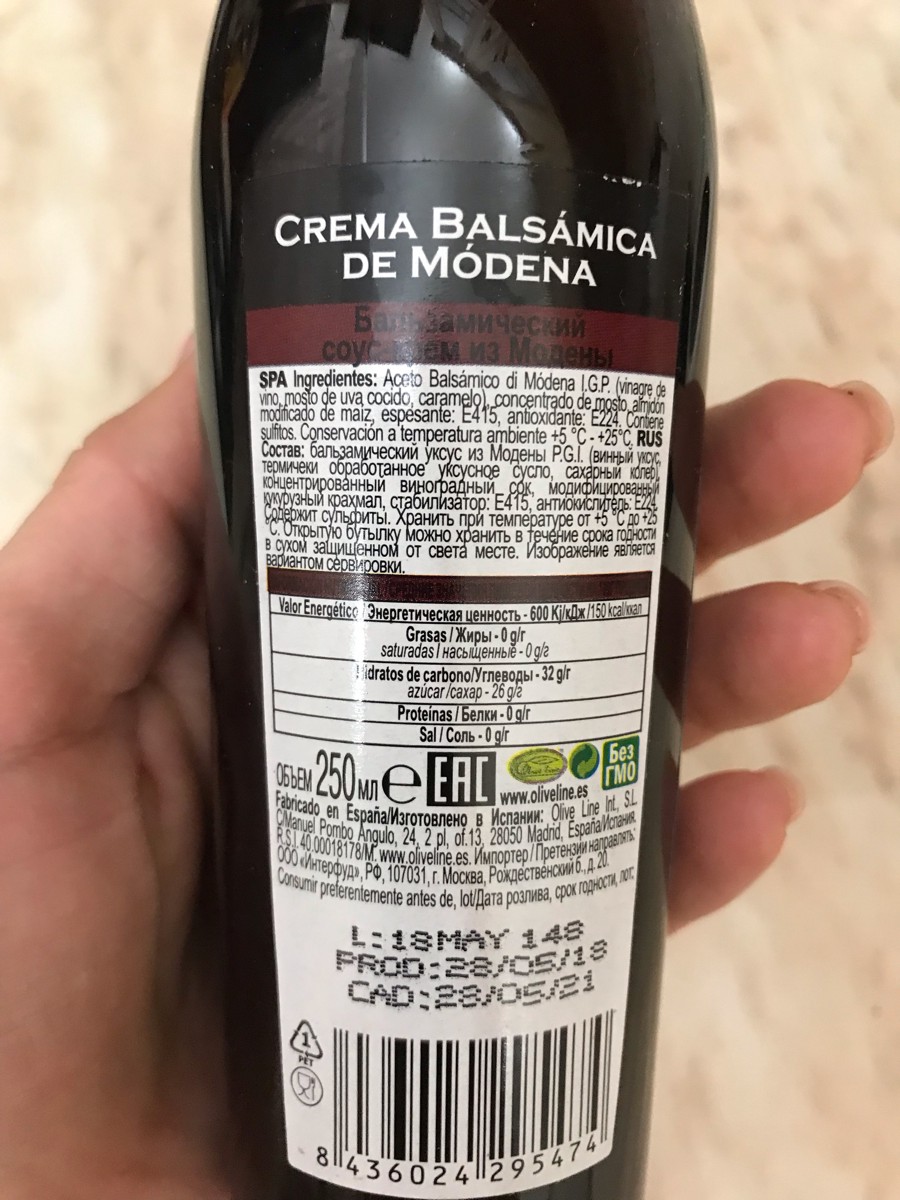 CREMA BALSÁMICA
DE MÓDENA
Бальзамический
соус-крем из Модены
SPA Ingredientes: Aceto Balsámico di Módena I.G.P. (vinagre de
vino, mosto de uva cocido, caramelo), concentrado de mosto, almidón
modificado de maíz, espesante: E415, antioxidante: E224. Contiene
sulfitos. Conservación a temperatura ambiente +5 °C - +25°C. RUS
Состав: бальзамический уксус из Модены P.G.I. (винный уксус,
термичеки обработанное уксусное сусло, сахарный колер),
концентрированный виноградный сок, модифицированный
кукурузный крахмал, стабилизатор: E415, антиокислитель: E224.
Содержит сульфиты. Хранить при температуре от +5 °C до +25
°C. Открытую бутылку можно хранить в течение срока годности
в сухом защищенном от света месте. Изображение является
вариантом сервировки.
Valor Energético/Энергетическая ценность - 600 Kj/кДж/150 kcal/ккал
Grasas / Жиры - 0 g/г
saturadas / насыщенные - 0 g/г
Hidratos de carbono/Углеводы - 32 g/г
azúcar /сахар - 26 g/г
Proteínas / Белки - 0 g/г
Sal / Соль - 0 g/г
ОБЪЕМ 250 мл e EAC
Без
ГМО
www.oliveline.es
Fabricado en España/Изготовлено в Испании: Olive Line Int., S.L.
C/Manuel Pombo Angulo, 24, 2 pl, of.13, 28050 Madrid, España/Испания.
R.S.I. 40.00018178/M. www.oliveline.es. Импортер / Претензии направлять:
ООО «Интерфуд», РФ, 107031, г. Москва, Рождественский б., д. 20.
Consumir preferentemente antes de, lot/Дата розлива, срок годности, лот:
L:18MAY 148
PROD:28/05/18
CAD:28/05/21
1
PET
8 436024 295474